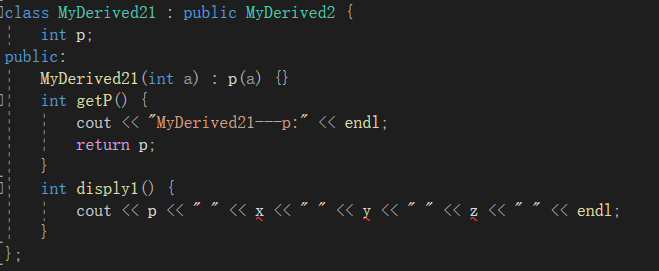 class MyDerived21 : public MyDerived2 {
int p;
public:
MyDerived21(int a) : p(a) {}
int getP() {
cout << "MyDerived21---p:" << endl;
return p;
}
int disply1() {
cout << p << " " << x << " " << y << " " << z << " " << endl;
}
};